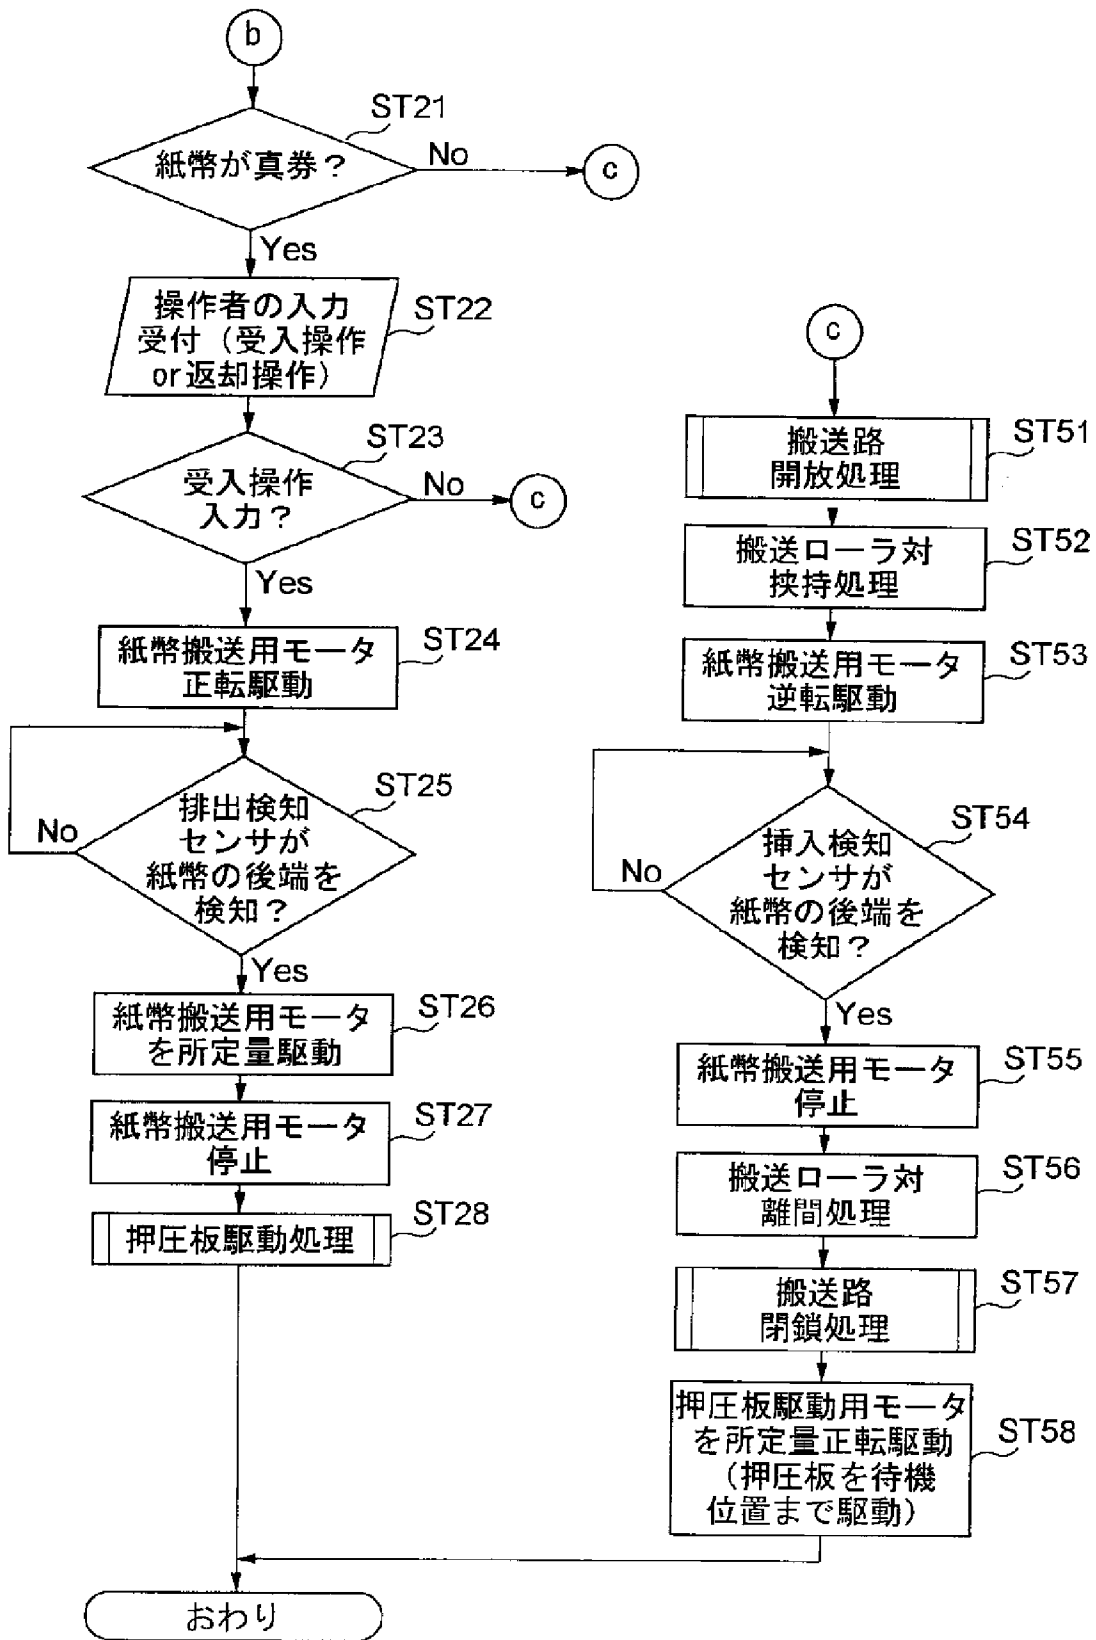 b
ST21
紙幣が真券?
No
c
Yes
操作者の入力
受付(受入操作
or返却操作)
ST22
ST23
受入操作
入力?
No
c
Yes
紙幣搬送用モータ
正転駆動
ST24
ST25
排出検知
センサが
紙幣の後端を
検知?
No
Yes
紙幣搬送用モータ
を所定量駆動
ST26
紙幣搬送用モータ
停止
ST27
押圧板駆動処理
ST28
c
搬送路
開放処理
ST51
搬送ローラ対
挟持処理
ST52
紙幣搬送用モータ
逆転駆動
ST53
ST54
挿入検知
センサが
紙幣の後端を
検知?
No
Yes
紙幣搬送用モータ
停止
ST55
搬送ローラ対
離間処理
ST56
搬送路
閉鎖処理
ST57
押圧板駆動用モータ
を所定量正転駆動
(押圧板を待機
位置まで駆動)
ST58
おわり